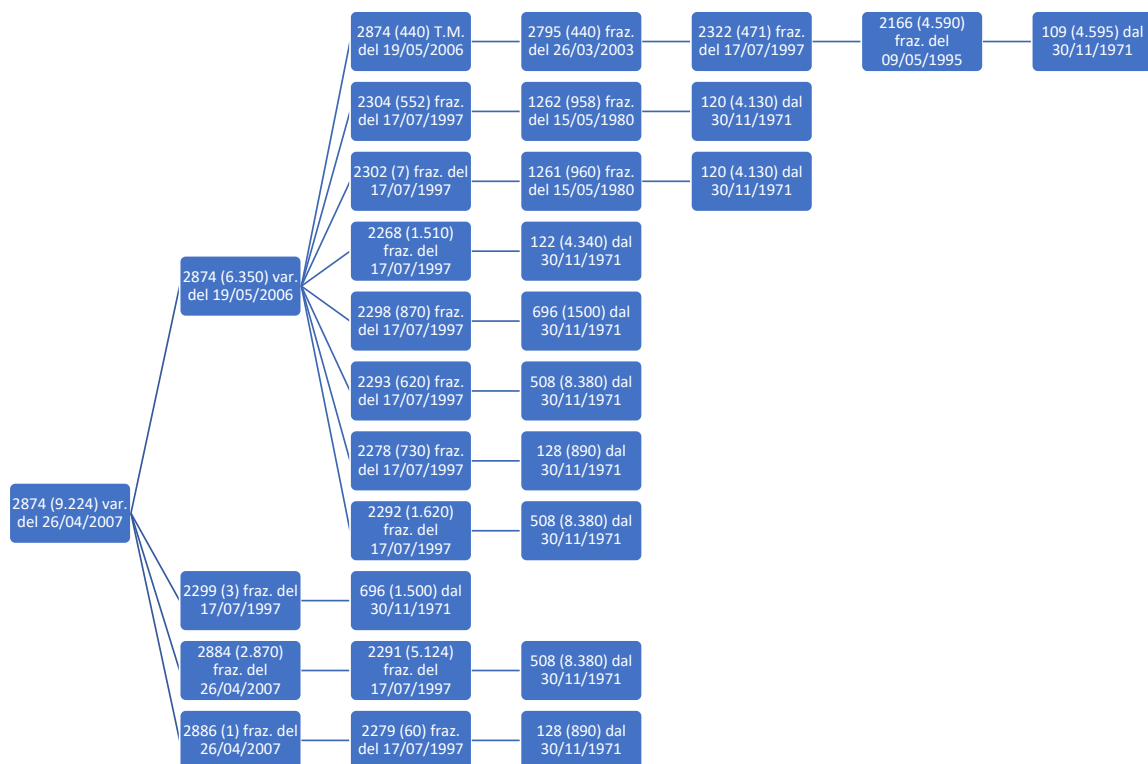 2874 (440) T.M.
del 19/05/2006
2795 (440) fraz.
del 26/03/2003
2322 (471) fraz.
del 17/07/1997
2166 (4.590)
fraz. del
09/05/1995
109 (4.595) dal
30/11/1971
2304 (552) fraz.
del 17/07/1997
1262 (958) fraz.
del 15/05/1980
120 (4.130) dal
30/11/1971
2302 (7) fraz. del
17/07/1997
1261 (960) fraz.
del 15/05/1980
120 (4.130) dal
30/11/1971
2268 (1.510)
fraz. del
17/07/1997
122 (4.340) dal
30/11/1971
2874 (6.350) var.
del 19/05/2006
2298 (870) fraz.
del 17/07/1997
696 (1500) dal
30/11/1971
2293 (620) fraz.
del 17/07/1997
508 (8.380) dal
30/11/1971
2278 (730) fraz.
del 17/07/1997
128 (890) dal
30/11/1971
2874 (9.224) var.
del 26/04/2007
2292 (1.620)
fraz. del
17/07/1997
508 (8.380) dal
30/11/1971
2299 (3) fraz. del
17/07/1997
696 (1.500) dal
30/11/1971
2884 (2.870)
fraz. del
26/04/2007
2291 (5.124)
fraz. del
17/07/1997
508 (8.380) dal
30/11/1971
2886 (1) fraz. del
26/04/2007
2279 (60) fraz.
del 17/07/1997
128 (890) dal
30/11/1971